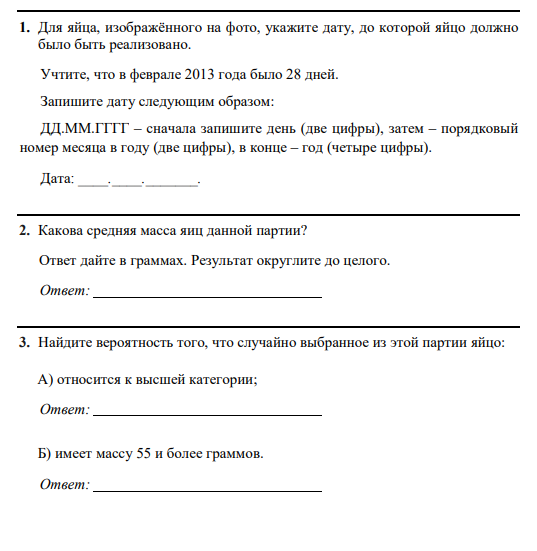 1. Для яйца, изображённого на фото, укажите дату, до которой яйцо должно
было быть реализовано.
Учтите, что в феврале 2013 года было 28 дней.
Запишите дату следующим образом:
ДД.ММ.ГГГГ – сначала запишите день (две цифры), затем – порядковый
номер месяца в году (две цифры), в конце – год (четыре цифры).
Дата: ____.____._______.
2. Какова средняя масса яиц данной партии?
Ответ дайте в граммах. Результат округлите до целого.
Ответ: ______________________________
3. Найдите вероятность того, что случайно выбранное из этой партии яйцо:
А) относится к высшей категории;
Ответ: ______________________________
Б) имеет массу 55 и более граммов.
Ответ: ______________________________